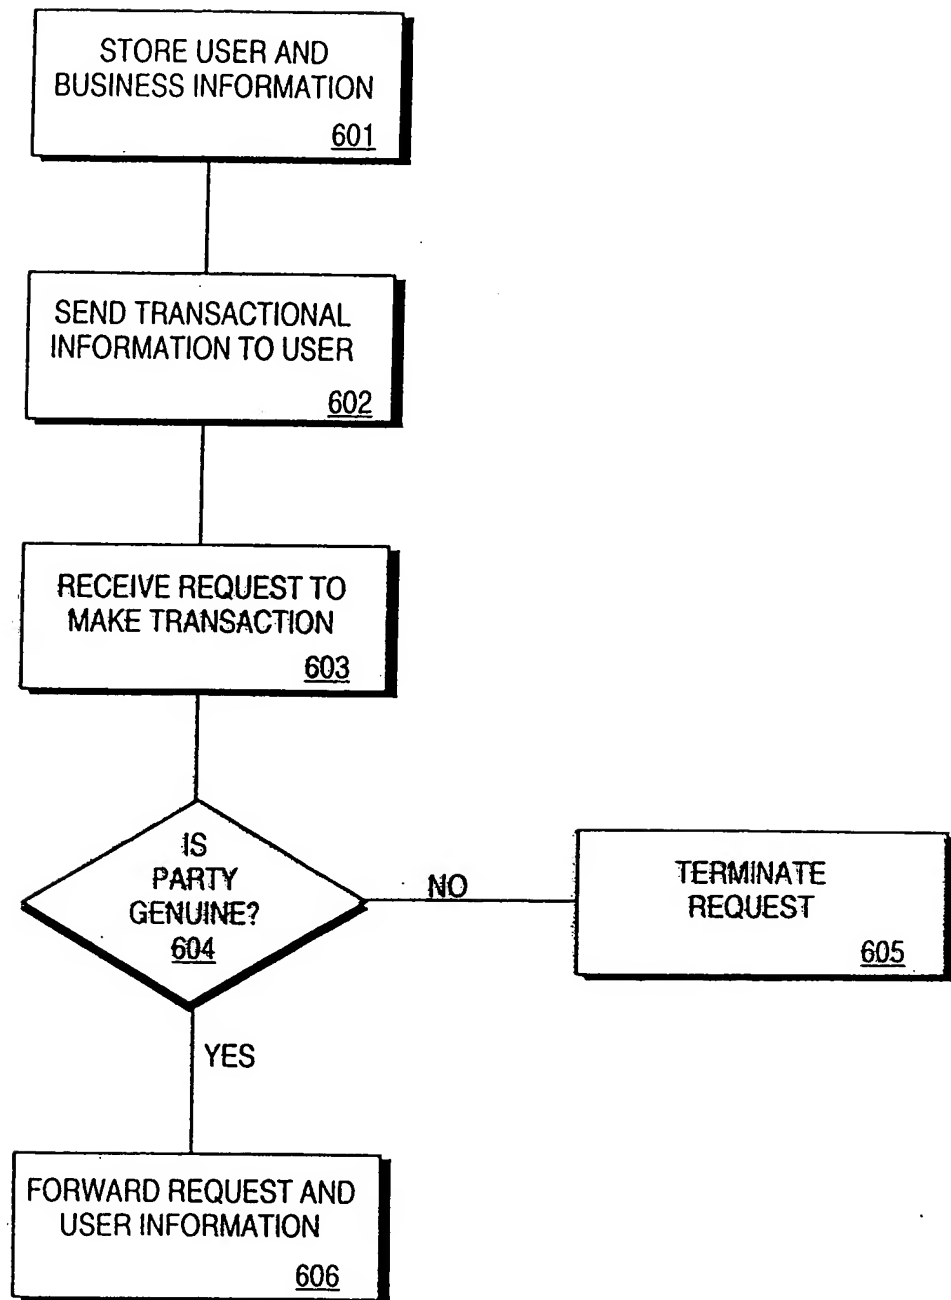 STORE USER AND
BUSINESS INFORMATION
601
SEND TRANSACTIONAL
INFORMATION TO USER
602
RECEIVE REQUEST TO
MAKE TRANSACTION
603
IS
PARTY
GENUINE?
604
NO
TERMINATE
REQUEST
605
YES
FORWARD REQUEST AND
USER INFORMATION
606